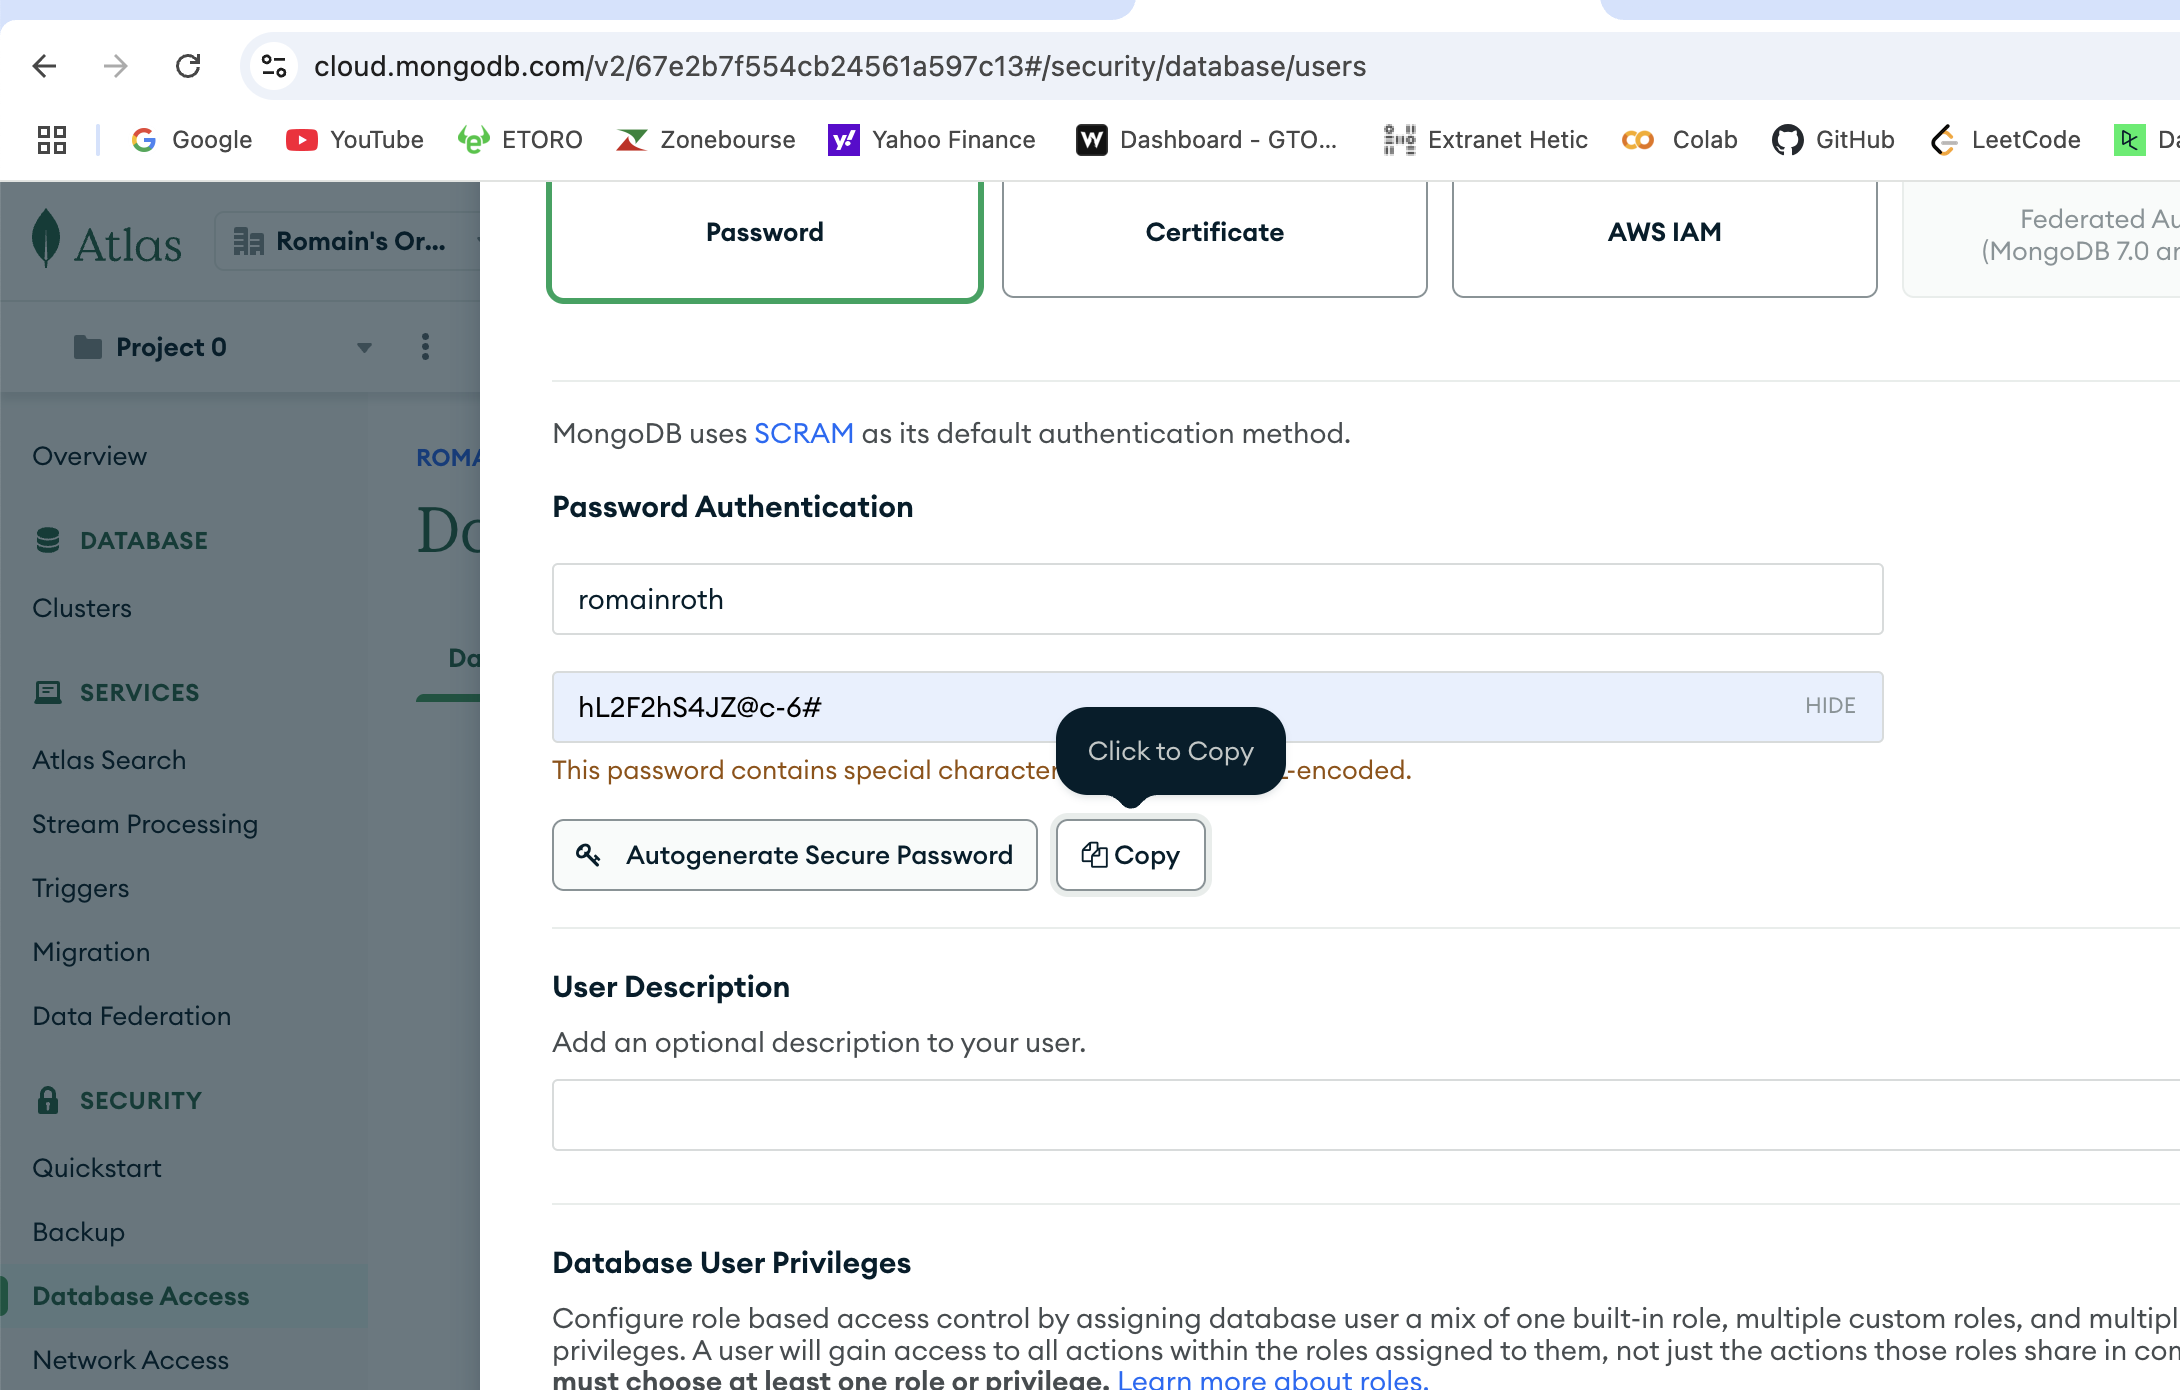 cloud.mongodb.com/v2/67e2b7f554cb24561a597c13#/security/database/users
Google YouTube ETORO Zonebourse Yahoo Finance Dashboard - GTO... Extranet Hetic Colab GitHub LeetCode Da
Atlas Romain's Or...
Password Certificate AWS IAM Federated Au
(MongoDB 7.0 an
Project 0
MongoDB uses SCRAM as its default authentication method.
Overview
ROMA
Password Authentication
DATABASE
Da
romainroth
Clusters
Da
SERVICES
hL2F2hS4JZ@c-6#
HIDE
Click to Copy
This password contains special character -encoded.
Atlas Search
Stream Processing
Autogenerate Secure Password Copy
Triggers
Migration
User Description
Data Federation
Add an optional description to your user.
SECURITY
Quickstart
Backup
Database User Privileges
Database Access
Configure role based access control by assigning database user a mix of one built-in role, multiple custom roles, and multipl
privileges. A user will gain access to all actions within the roles assigned to them, not just the actions those roles share in com
Network Access
must choose at least one role or privilege. Learn more about roles.